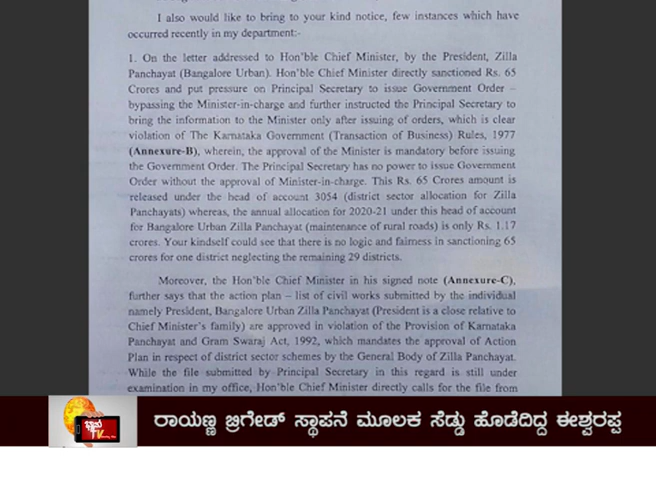 I also would like to bring to your kind notice, few instances which have
occurred recently in my department:-
1. On the letter addressed to Hon'ble Chief Minister, by the President, Zilla
Panchayat (Bangalore Urban). Hon'ble Chief Minister directly sanctioned Rs. 65
Crores and put pressure on Principal Secretary to issue Government Order –
bypassing the Minister-in-charge and further instructed the Principal Secretary to
bring the information to the Minister only after issuing of orders, which is clear
violation of The Karnataka Government (Transaction of Business) Rules, 1977
(Annexure-B), wherein, the approval of the Minister is mandatory before issuing
the Government Order. The Principal Secretary has no power to issue Government
Order without the approval of Minister-in-charge. This Rs. 65 Crores amount is
released under the head of account 3054 (district sector allocation for Zilla
Panchayats) whereas, the annual allocation for 2020-21 under this head of account
for Bangalore Urban Zilla Panchayat (maintenance of rural roads) is only Rs. 1.17
crores. Your kindself could see that there is no logic and fairness in sanctioning 65
crores for one district neglecting the remaining 29 districts.
Moreover, the Hon'ble Chief Minister in his signed note (Annexure-C),
further says that the action plan – list of civil works submitted by the individual
namely President, Bangalore Urban Zilla Panchayat (President is a close relative to
Chief Minister's family) are approved in violation of the Provision of Karnataka
Panchayat and Gram Swaraj Act, 1992, which mandates the approval of Action
Plan in respect of district sector schemes by the General Body of Zilla Panchayat.
While the file submitted by Principal Secretary in this regard is still under
examination in my office, Hon'ble Chief Minister directly calls for the file from
TV
ರಾಯಣ್ಣ ಬ್ರಿಗೇಡ್ ಸ್ಥಾಪನೆ ಮೂಲಕ ಸೆಡ್ಡು ಹೊಡೆದಿದ್ದ ಈಶ್ವರಪ್ಪ